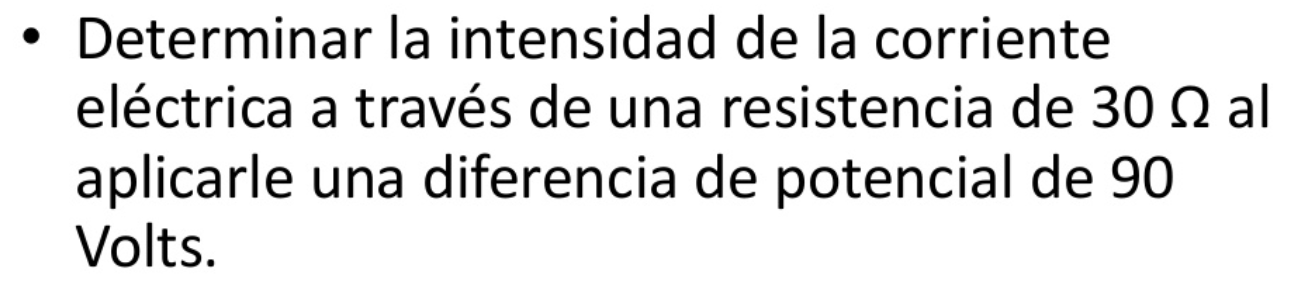 • Determinar la intensidad de la corriente
eléctrica a través de una resistencia de 30 Ω al
aplicarle una diferencia de potencial de 90
Volts.